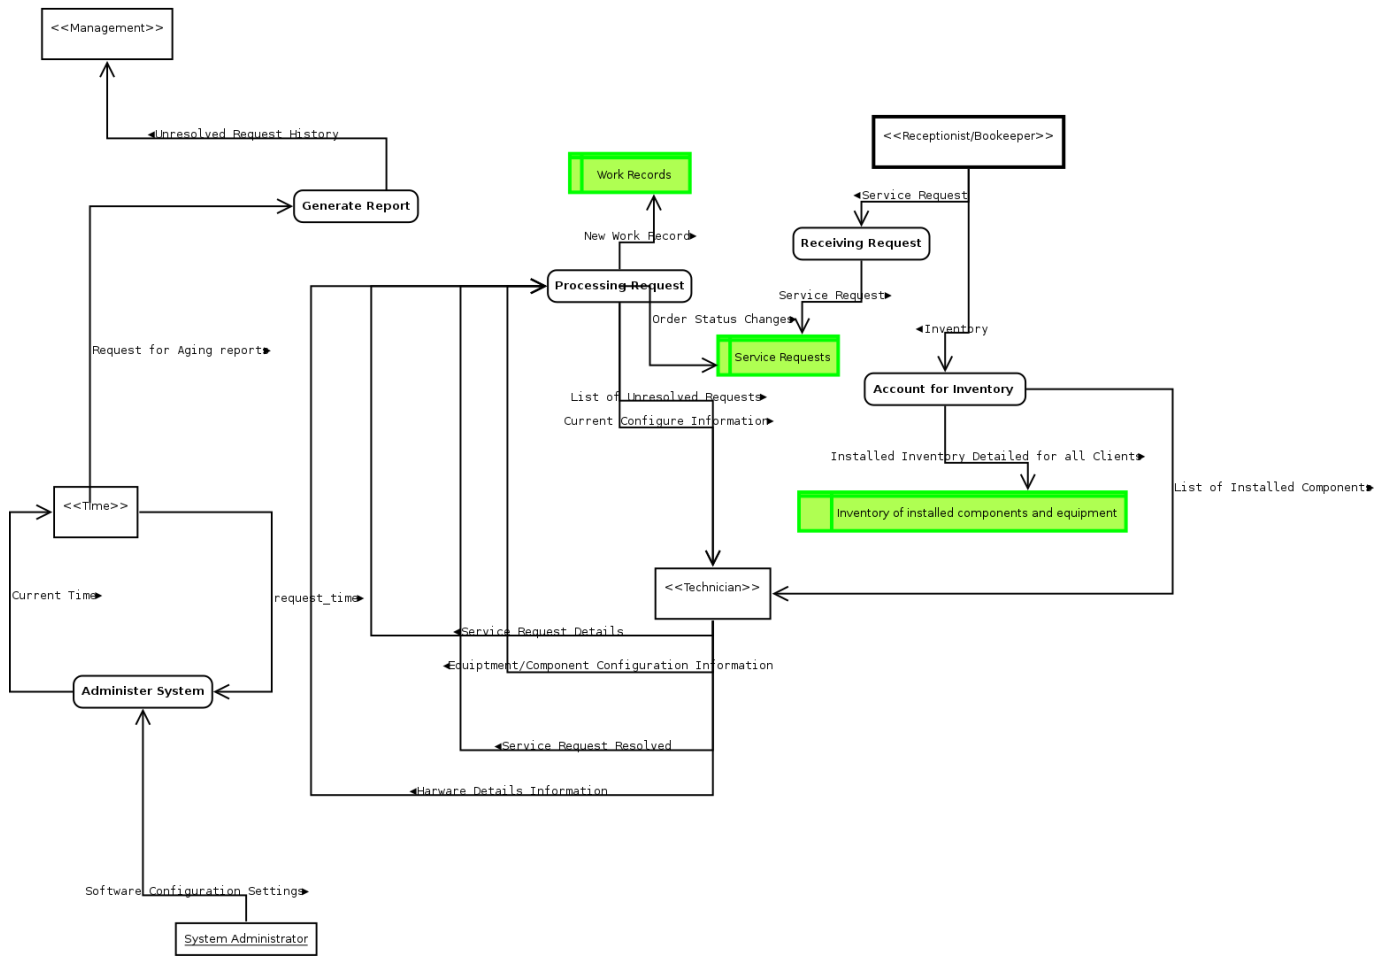 <<Management>>
◄Unresolved Request History
<<Receptionist/Bookeeper>>
Work Records
Generate Report
◄Service Request
New Work Record►
Receiving Request
Processing Request
Service Request►
Order Status Changes►
◄Inventory
Request for Aging reports►
Service Requests
Account for Inventory
List of Unresolved Requests►
Current Configure Information►
Installed Inventory Detailed for all Clients►
List of Installed Components►
<<TIme>>
Inventory of installed components and equipment
<<Technician>>
Current Time►
request_time►
◄Service Request Details
◄Equiptment/Component Configuration Information
Administer System
◄Service Request Resolved
◄Harware Details Information
Software Configuration Settings►
System Administrator